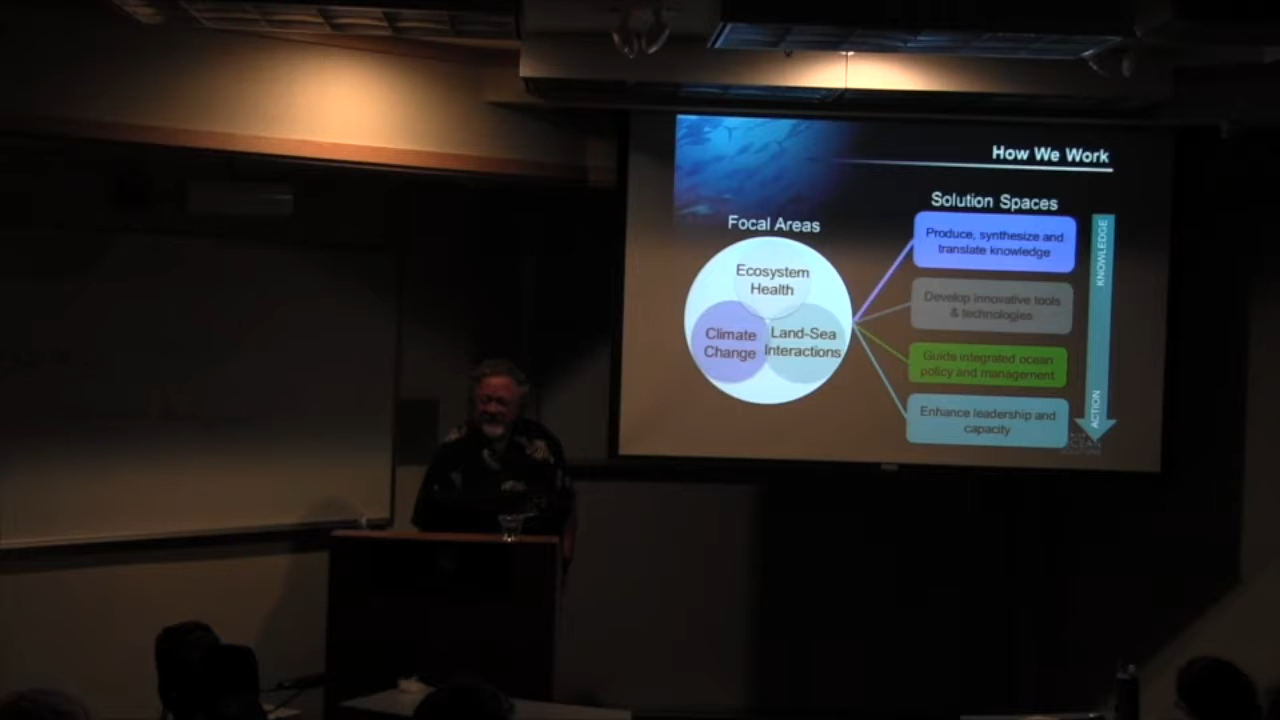 How We Work
Solution Spaces
Focal Areas
Produce, synthesize and
translate knowledge
KNOWLEDGE
Ecosystem
Health
Develop innovative tools
& technologies
Climate
Change
Land-Sea
Interactions
Guide integrated ocean
policy and management
Enhance leadership and
capacity
ACTION